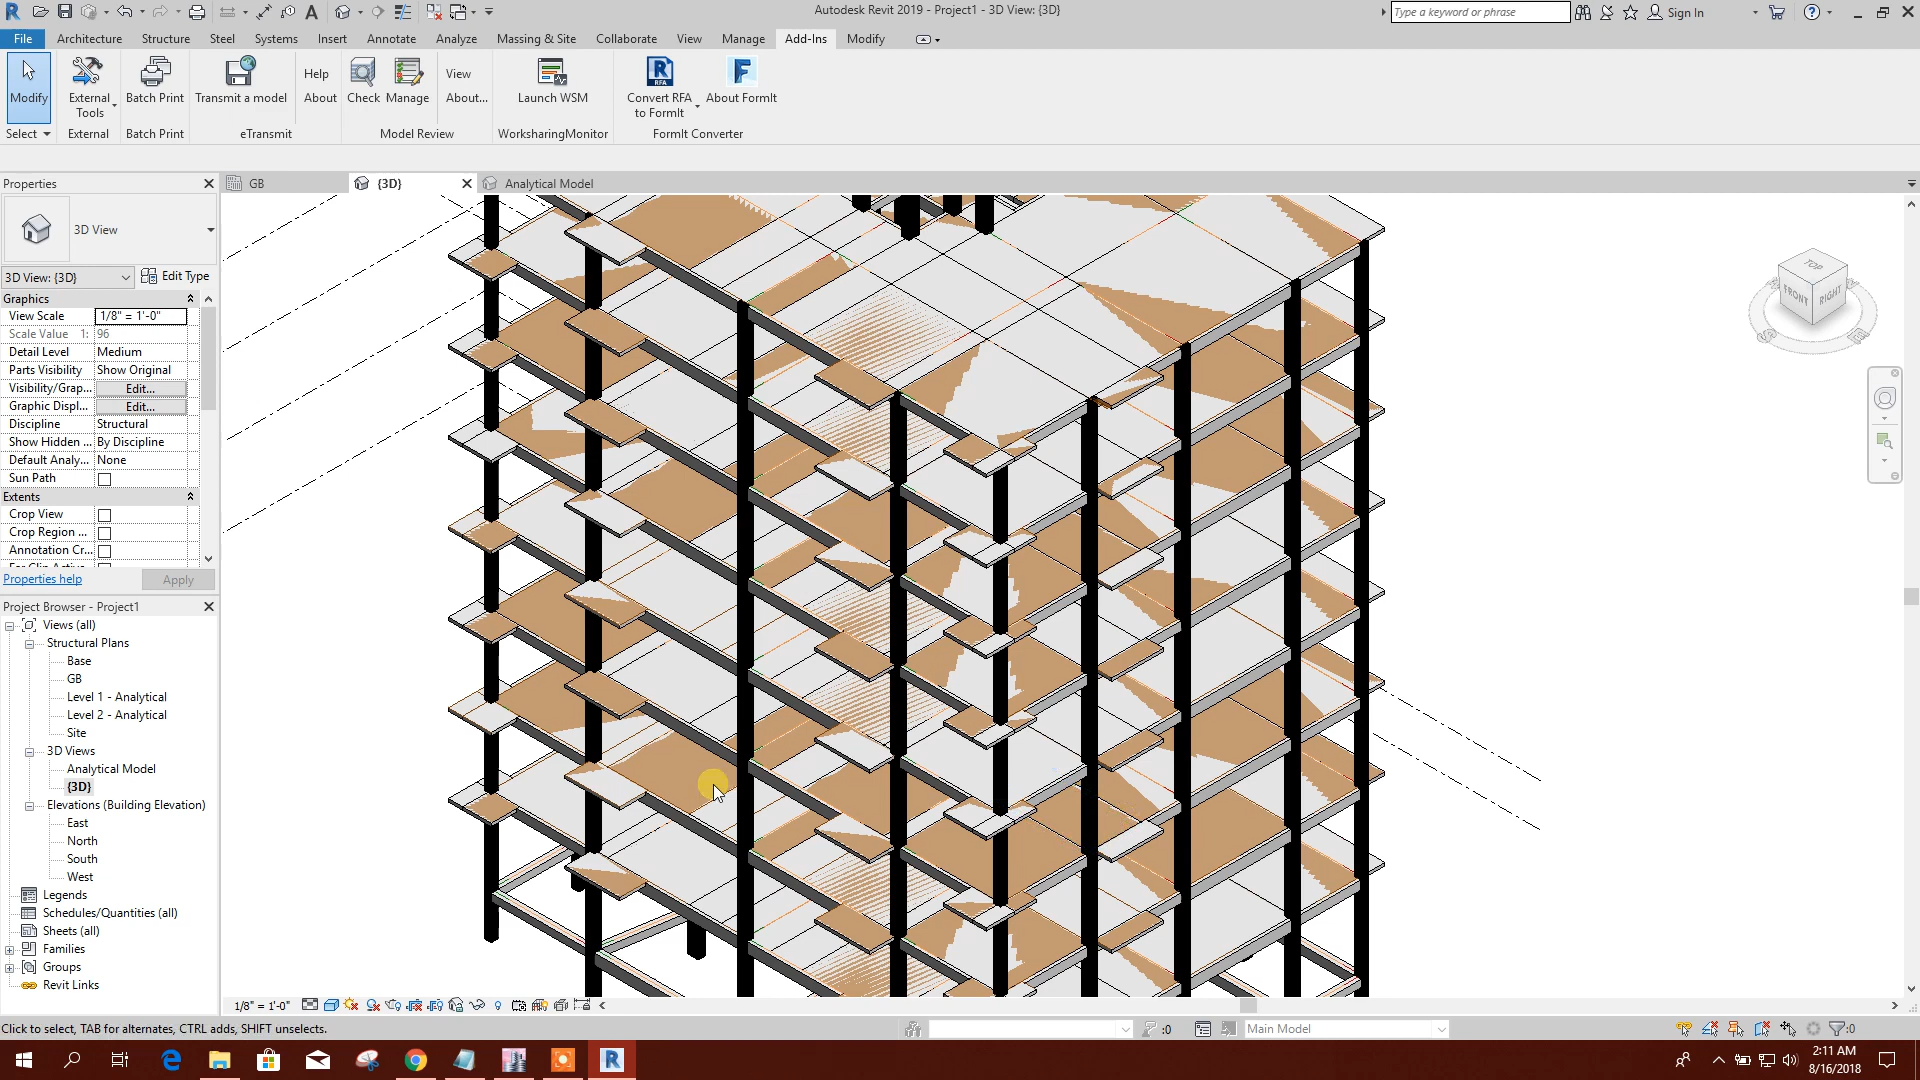 Autodesk Revit 2019 - Project1 - 3D View: {3D}
Type a keyword or phrase
Sign In
File
Architecture
Structure
Steel
Systems
Insert
Annotate
Analyze
Massing & Site
Collaborate
View
Manage
Add-Ins
Modify
Modify
External
Tools
Batch Print
Transmit a model
Help
About
Check
Manage
View
About...
Launch WSM
Convert RFA
to FormIt
About FormIt
Select
External
Batch Print
eTransmit
Model Review
WorksharingMonitor
FormIt Converter
Properties
GB
{3D}
Analytical Model
3D View
3D View: {3D}
Edit Type
Graphics
View Scale
1/8" = 1'-0"
Scale Value 1:
96
Detail Level
Medium
Parts Visibility
Show Original
Visibility/Grap...
Edit...
Graphic Displ...
Edit...
Discipline
Structural
Show Hidden ...
By Discipline
Default Analy...
None
Sun Path
Extents
Crop View
Crop Region ...
Annotation Cr...
Properties help
Apply
TOP
FRONT
RIGHT
Project Browser - Project1
Views (all)
Structural Plans
Base
GB
Level 1 - Analytical
Level 2 - Analytical
Site
3D Views
Analytical Model
{3D}
Elevations (Building Elevation)
East
North
South
West
Legends
Schedules/Quantities (all)
Sheets (all)
Families
Groups
Revit Links
1/8" = 1'-0"
Click to select, TAB for alternates, CTRL adds, SHIFT unselects.
:0
Main Model
:0
2:11 AM
8/16/2018